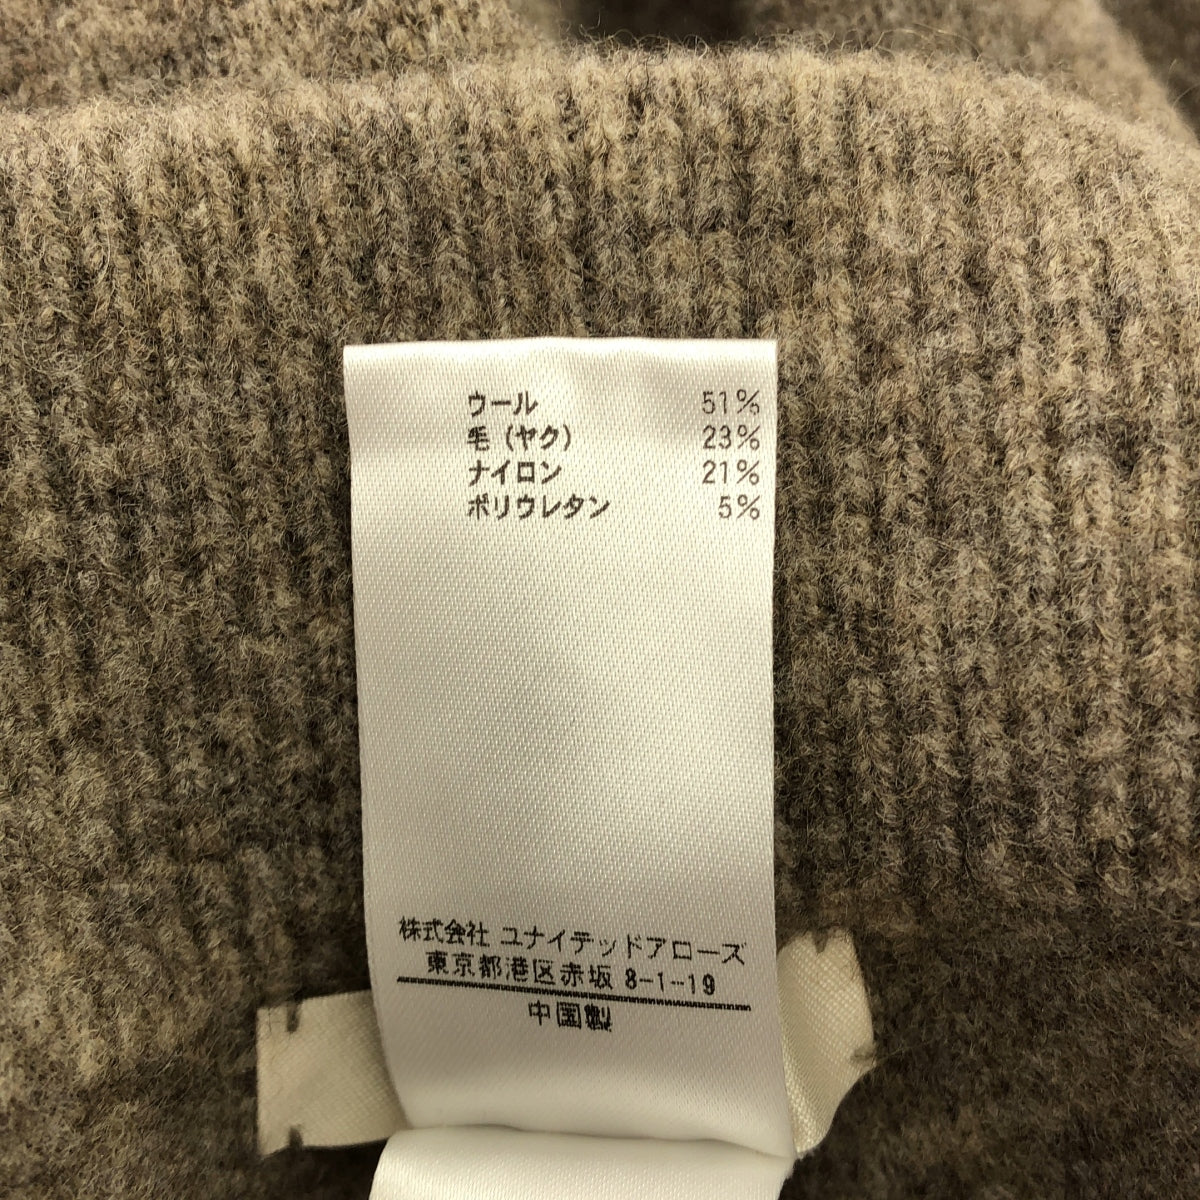 ウール 51%
毛 (ヤク) 23%
ナイロン 21%
ポリウレタン 5%
株式会社 ユナイテッドアローズ
東京都港区赤坂 8-1-19
中国製